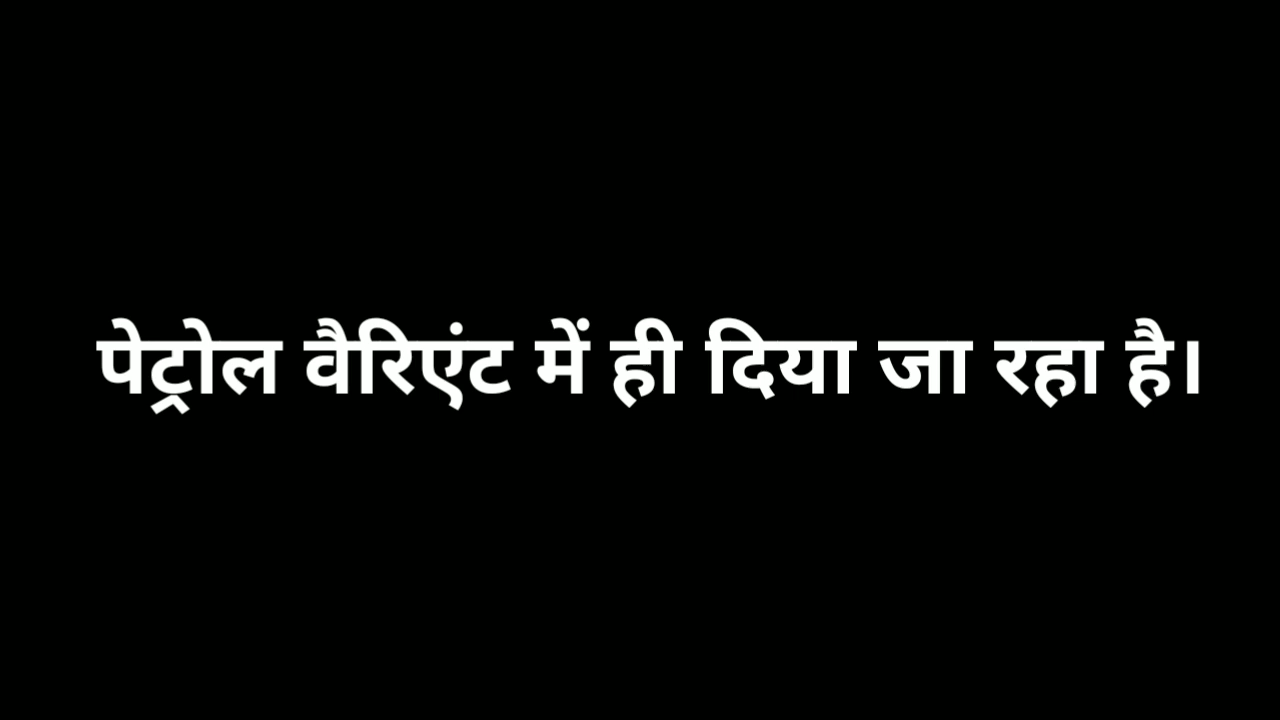 पेट्रोल वैरिएंट में ही दिया जा रहा है।